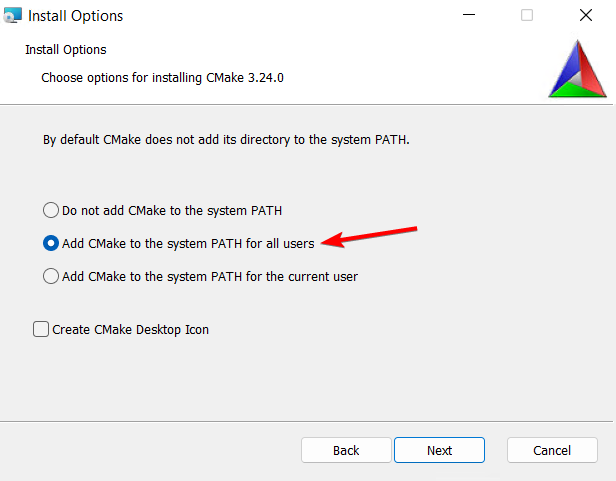 Install Options
Install Options
Choose options for installing CMake 3.24.0
By default CMake does not add its directory to the system PATH.
Do not add CMake to the system PATH
Add CMake to the system PATH for all users
Add CMake to the system PATH for the current user
Create CMake Desktop Icon
Back Next Cancel